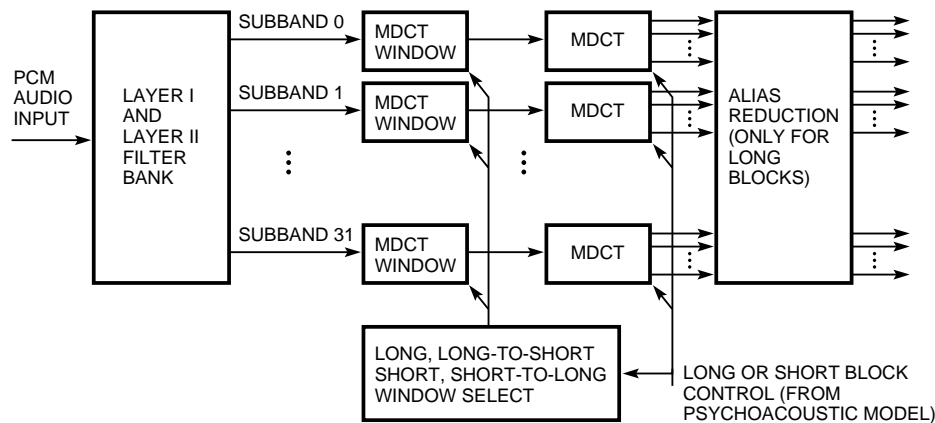 PCM
AUDIO
INPUT
LAYER I
AND
LAYER II
FILTER
BANK
SUBBAND 0
SUBBAND 1
SUBBAND 31
MDCT
WINDOW
MDCT
WINDOW
MDCT
WINDOW
MDCT
MDCT
MDCT
ALIAS
REDUCTION
(ONLY FOR
LONG
BLOCKS)
LONG, LONG-TO-SHORT
SHORT, SHORT-TO-LONG
WINDOW SELECT
LONG OR SHORT BLOCK
CONTROL (FROM
PSYCHOACOUSTIC MODEL)